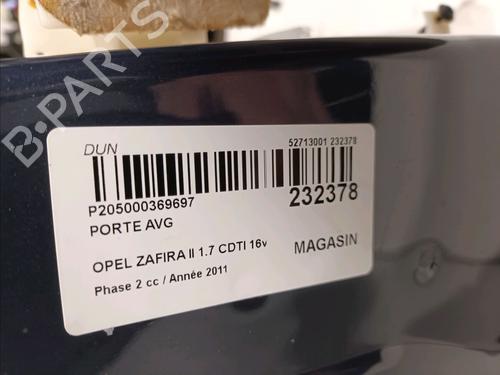 B-PARTS
DUN
52713001 232378
P205000369697
232378
PORTE AVG
OPEL ZAFIRA II 1.7 CDTI 16v
MAGASIN
Phase 2 cc / Année 2011